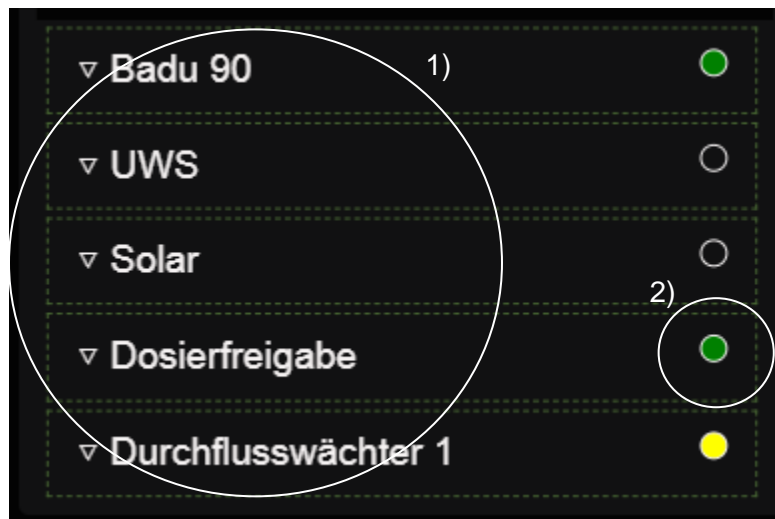 ▿ Badu 90
1)
▿ UWS
▿ Solar
2)
▿ Dosierfreigabe
▿ Durchflusswächter 1